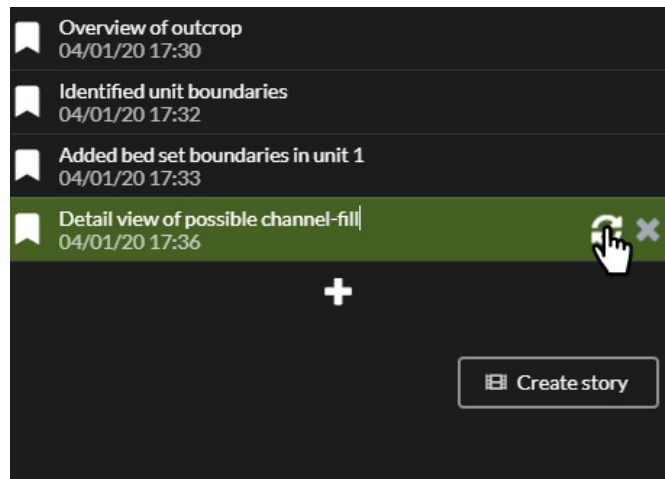 Overview of outcrop
04/01/20 17:30
Identified unit boundaries
04/01/20 17:32
Added bed set boundaries in unit 1
04/01/20 17:33
Detail view of possible channel-fill
04/01/20 17:36
Create story